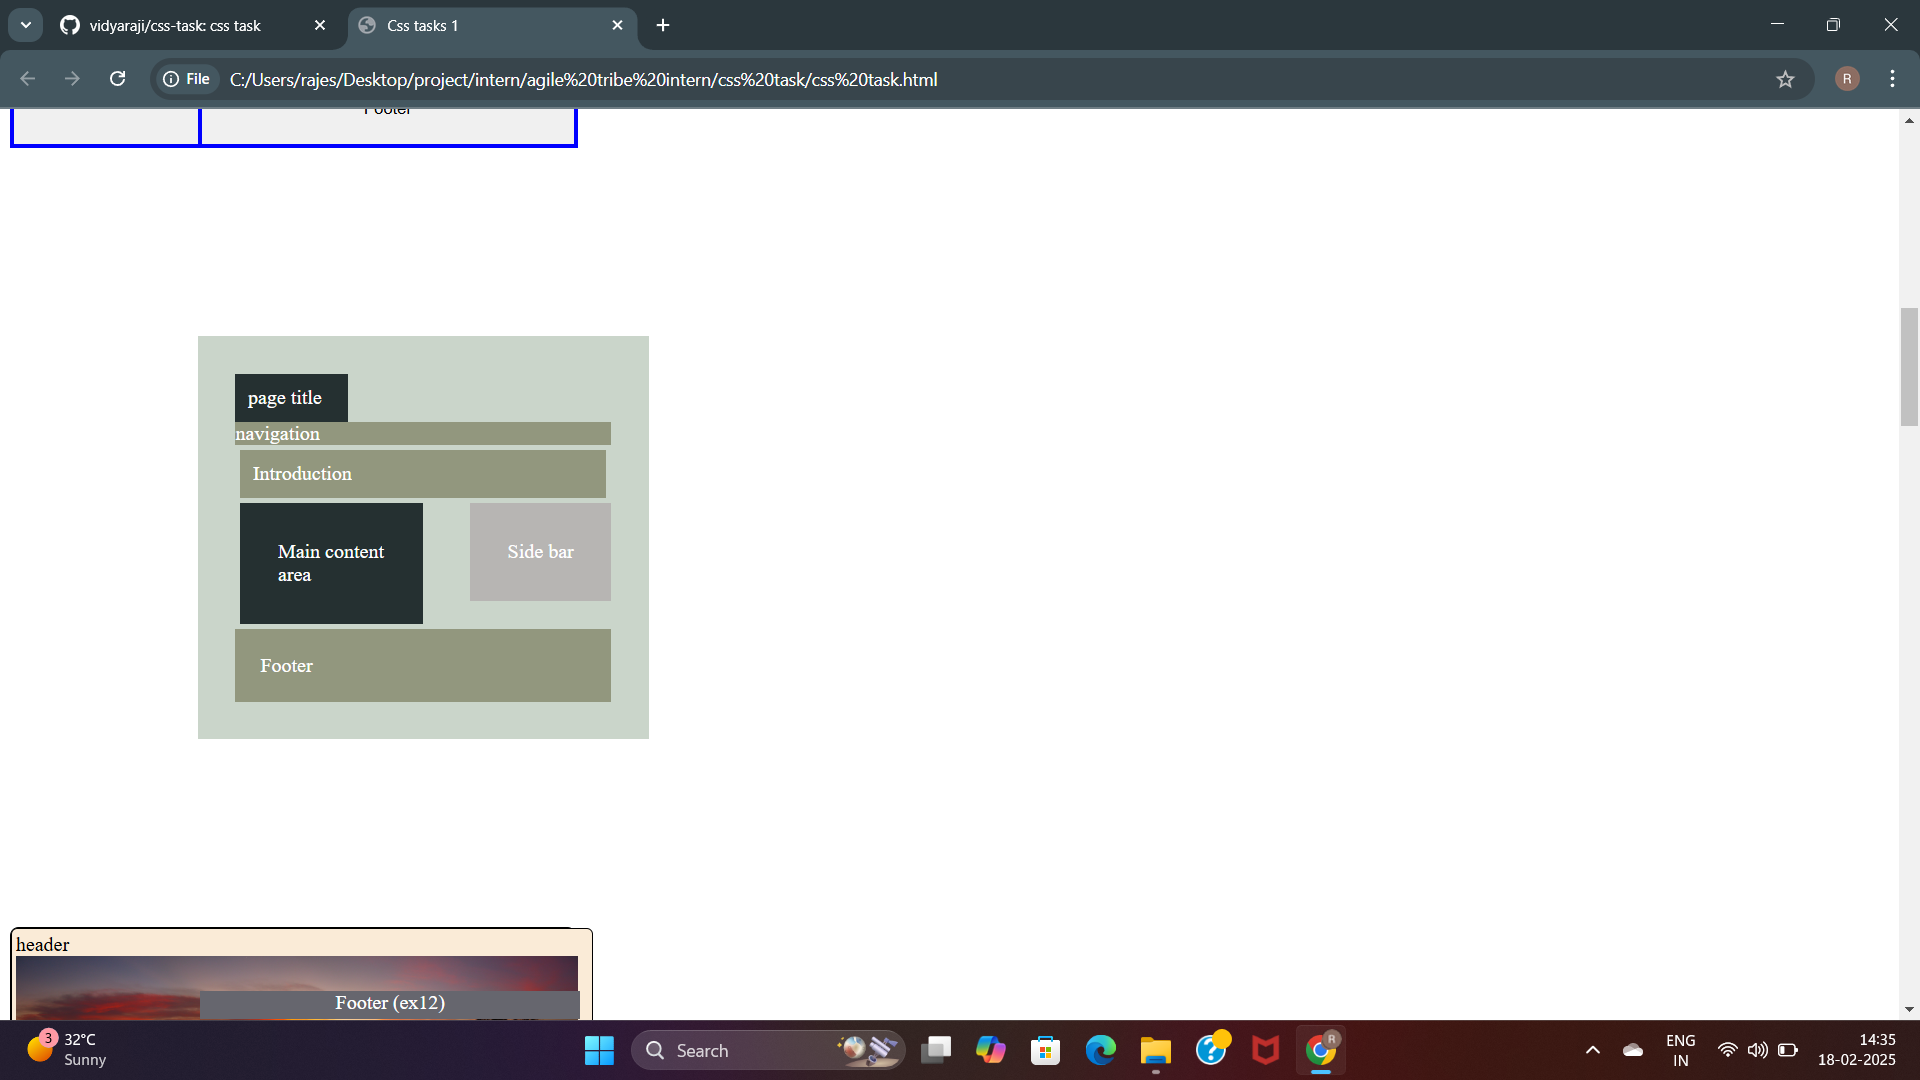 vidyaraji/css-task: css task
Css tasks 1
File
C:/Users/rajes/Desktop/project/intern/agile%20tribe%20intern/css%20task/css%20task.html
R
Footer
page title
navigation
Introduction
Main content
area
Side bar
Footer
header
Footer (ex12)
3
32°C
Sunny
Search
R
ENG
IN
14:35
18-02-2025